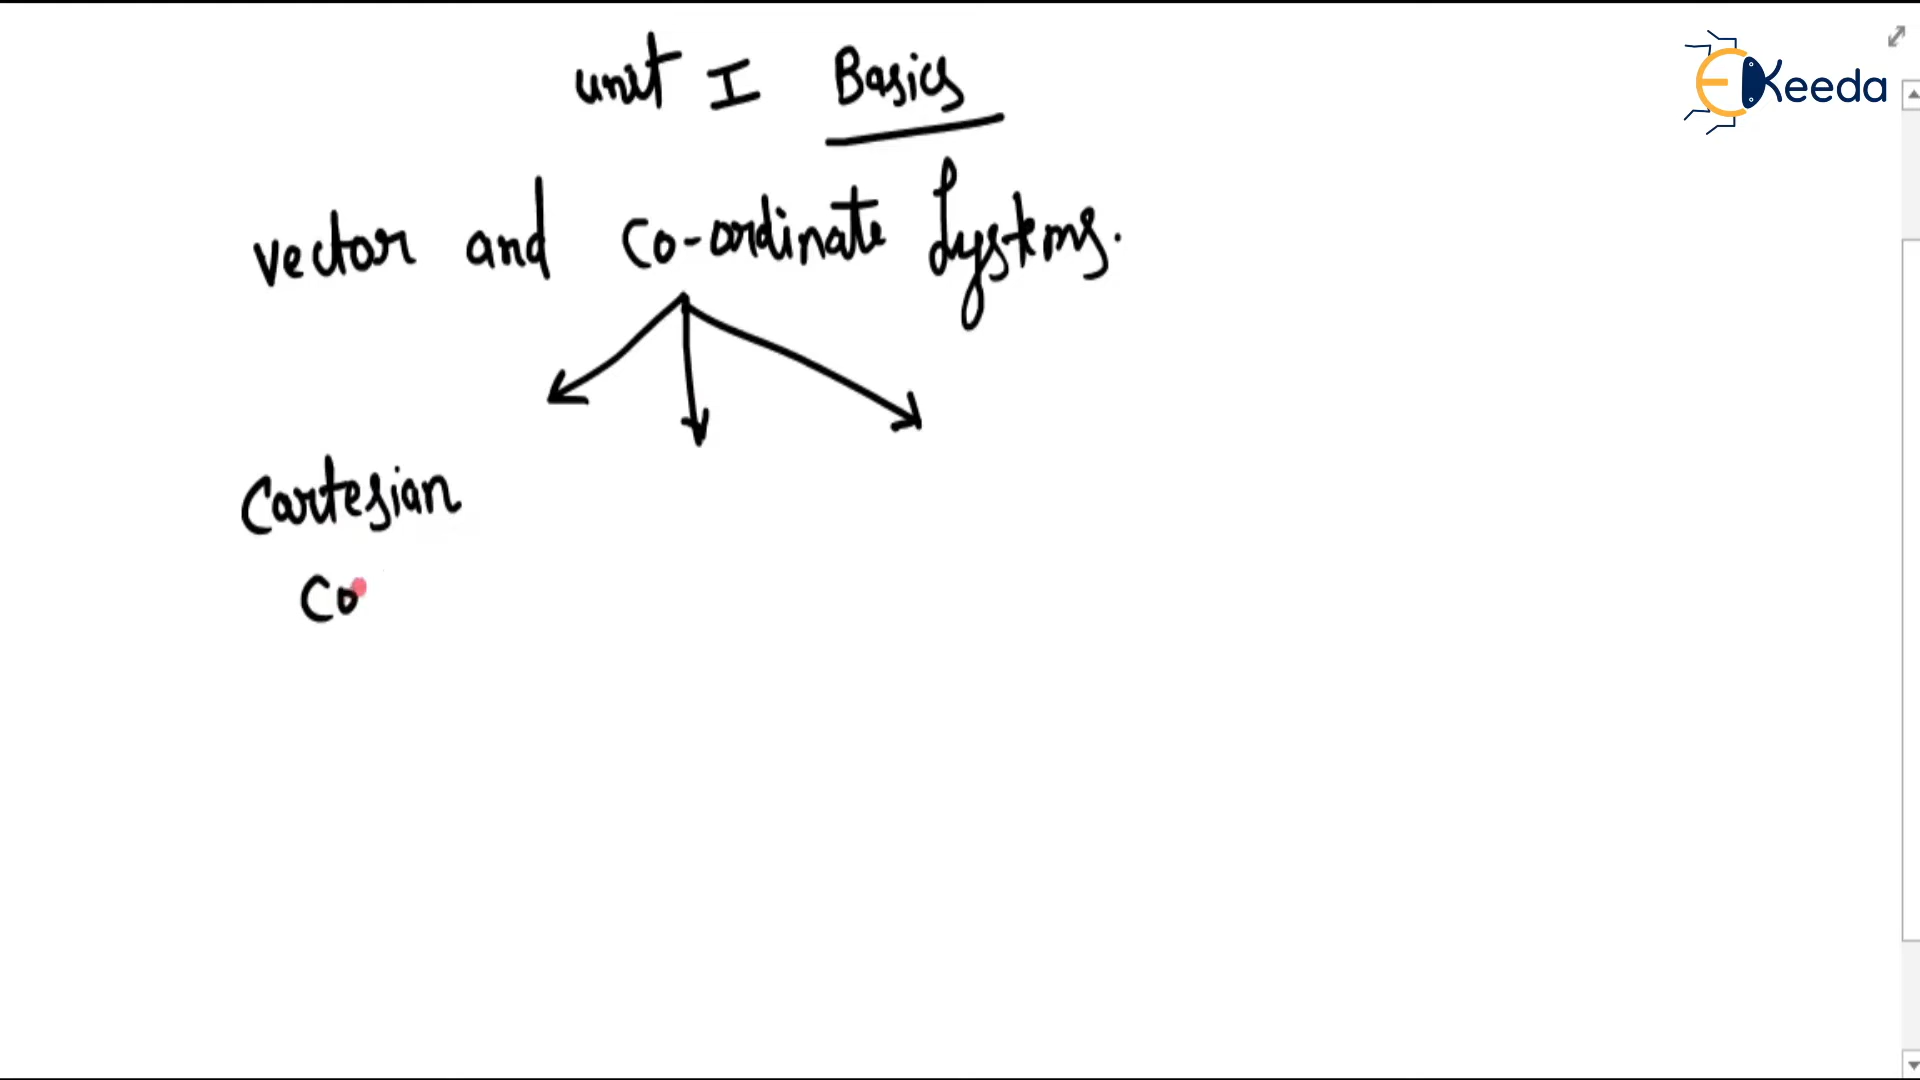 unit I Basics
EKeeda
vector and Co-ordinate Systems.
Cartesian
Co